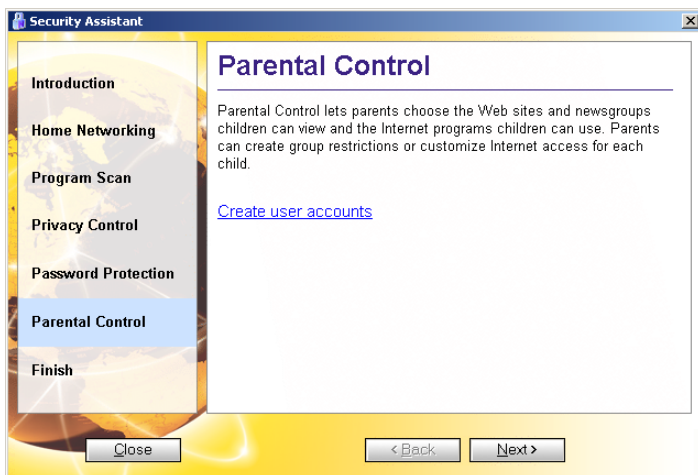 Security Assistant
Introduction
Home Networking
Program Scan
Privacy Control
Password Protection
Parental Control
Finish
Parental Control
Parental Control lets parents choose the Web sites and newsgroups
children can view and the Internet programs children can use. Parents
can create group restrictions or customize Internet access for each
child.
Create user accounts
Close
< Back
Next >